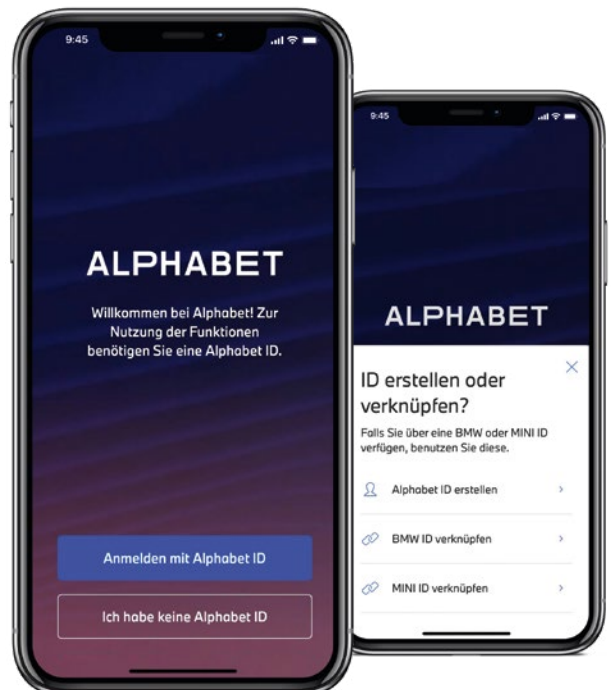 9:45
ALPHABET
Willkommen bei Alphabet! Zur
Nutzung der Funktionen
benötigen Sie eine Alphabet ID.
Anmelden mit Alphabet ID
Ich habe keine Alphabet ID
9:45
ALPHABET
ID erstellen oder
verknüpfen?
Falls Sie über eine BMW oder MINI ID
verfügen, benutzen Sie diese.
Alphabet ID erstellen
BMW ID verknüpfen
MINI ID verknüpfen